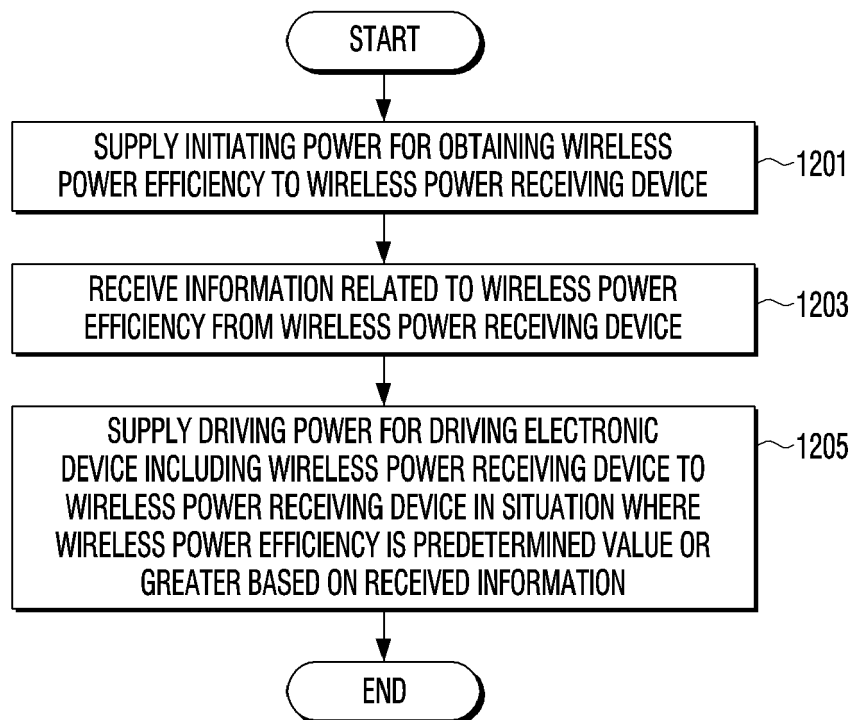 START
SUPPLY INITIATING POWER FOR OBTAINING WIRELESS
POWER EFFICIENCY TO WIRELESS POWER RECEIVING DEVICE
1201
RECEIVE INFORMATION RELATED TO WIRELESS POWER
EFFICIENCY FROM WIRELESS POWER RECEIVING DEVICE
1203
SUPPLY DRIVING POWER FOR DRIVING ELECTRONIC
DEVICE INCLUDING WIRELESS POWER RECEIVING DEVICE TO
WIRELESS POWER RECEIVING DEVICE IN SITUATION WHERE
WIRELESS POWER EFFICIENCY IS PREDETERMINED VALUE OR
GREATER BASED ON RECEIVED INFORMATION
1205
END